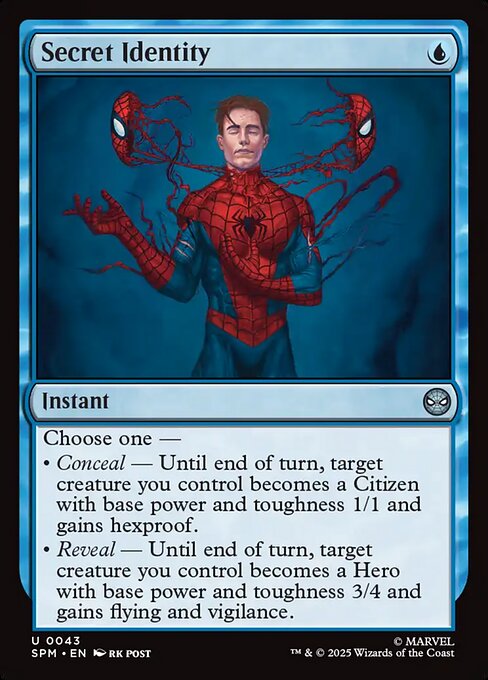 Secret Identity
Instant
Choose one —
• Conceal — Until end of turn, target
creature you control becomes a Citizen
with base power and toughness 1/1 and
gains hexproof.
• Reveal — Until end of turn, target
creature you control becomes a Hero
with base power and toughness 3/4 and
gains flying and vigilance.
U 0043
© MARVEL
SPM • EN RK POST
™ & © 2025 Wizards of the Coast